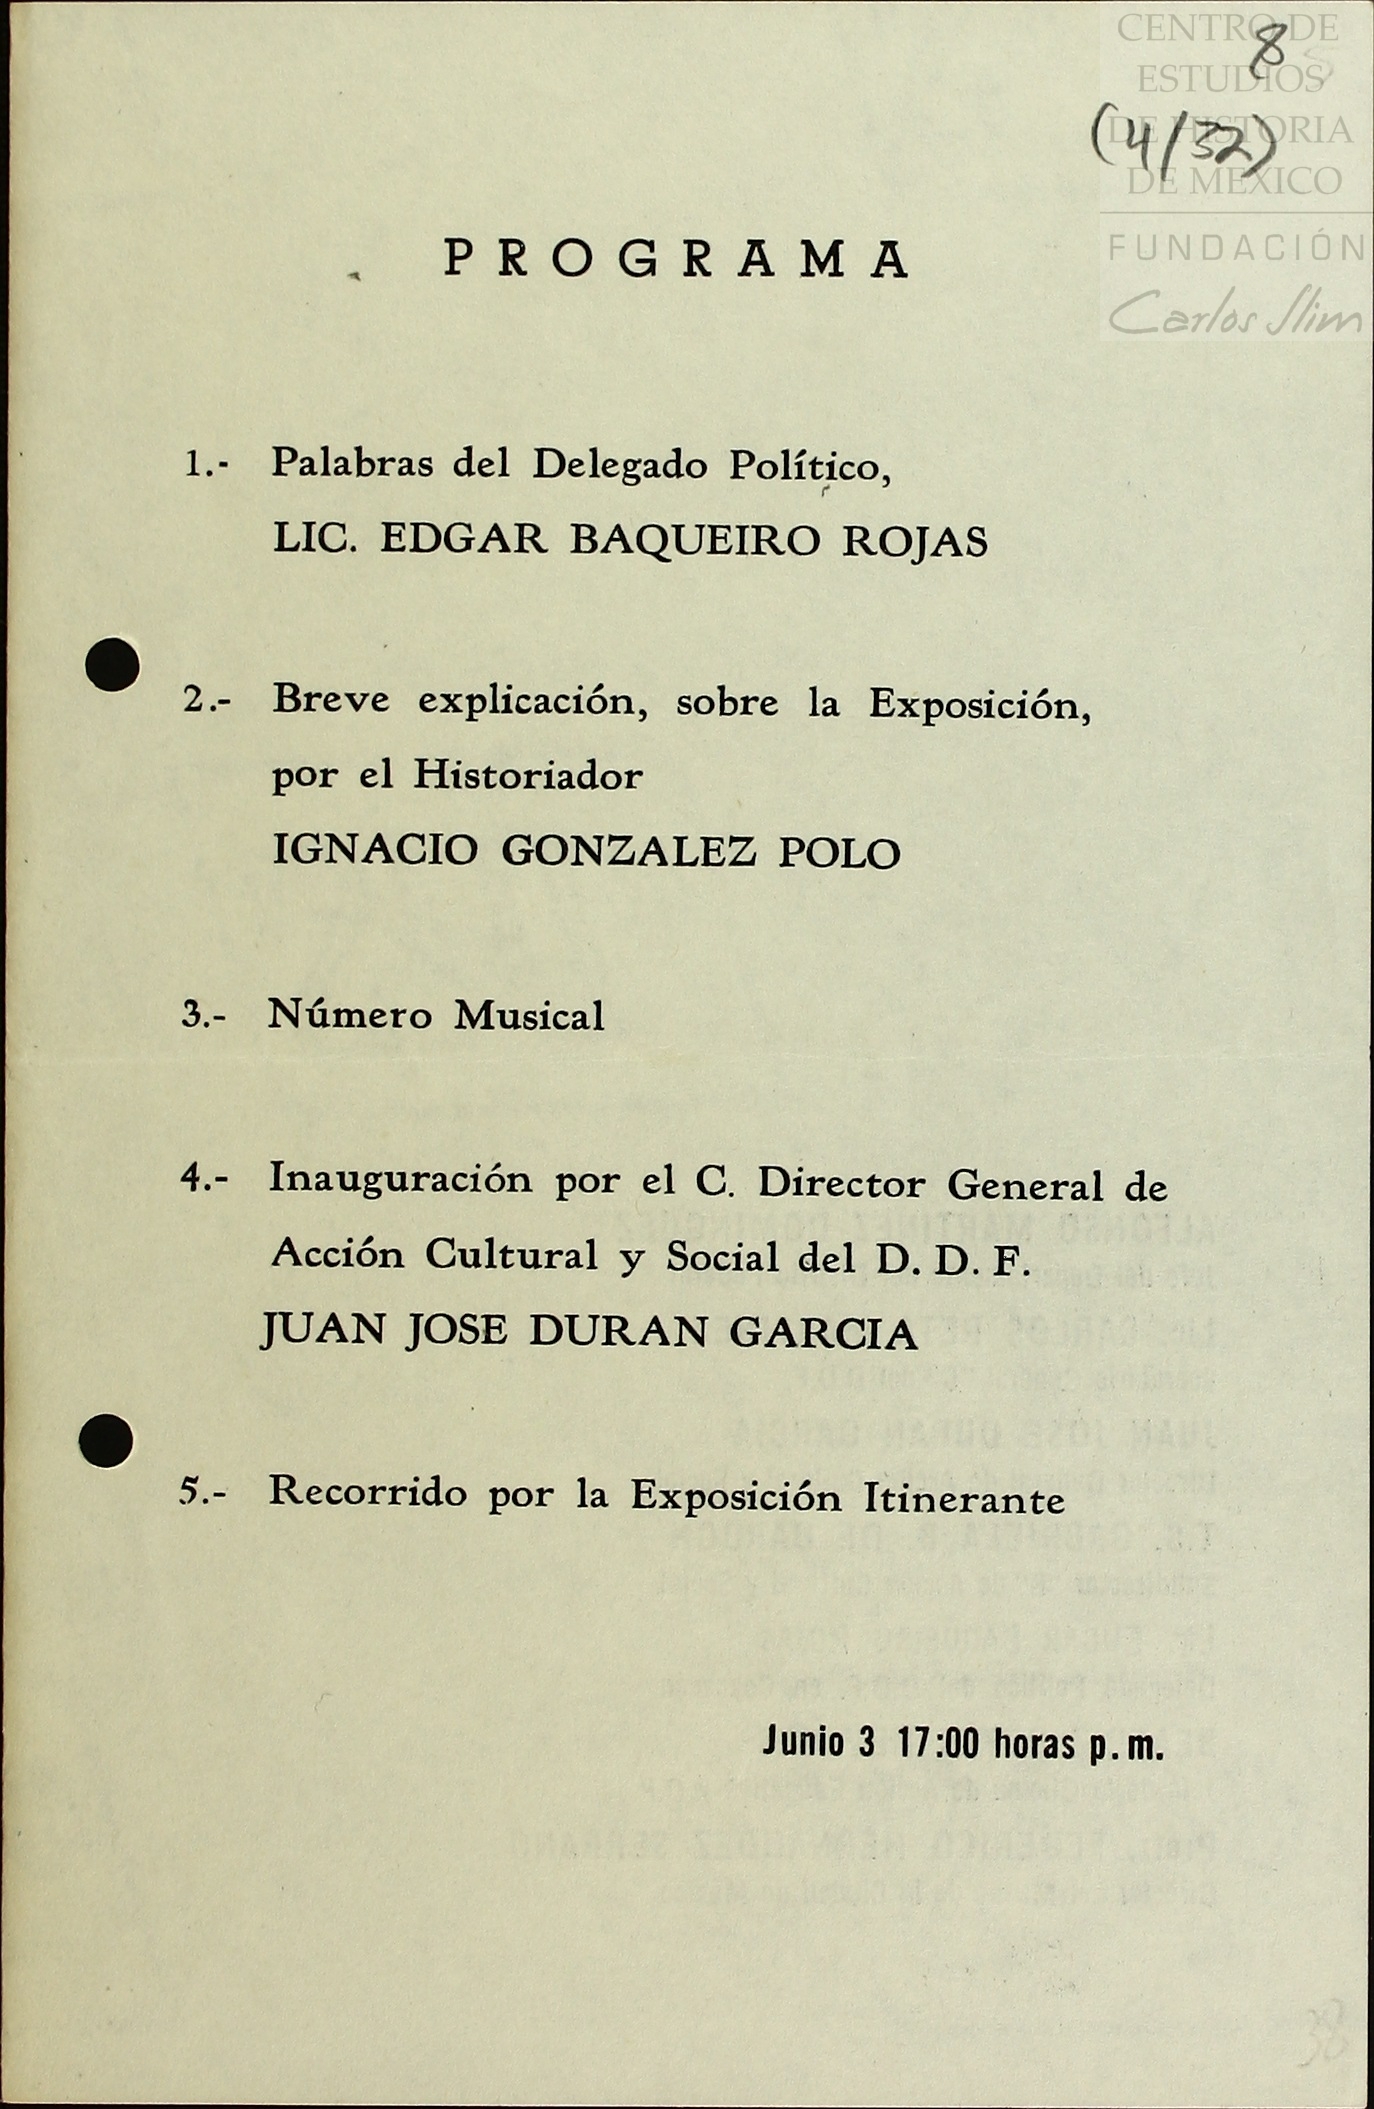 CENTRO DE
ESTUDIOS
DE HISTORIA
DE MÉXICO
FUNDACIÓN
Carlos Slim
8
(4/32)
PROGRAMA
1.- Palabras del Delegado Político,
LIC. EDGAR BAQUEIRO ROJAS
2.- Breve explicación, sobre la Exposición,
por el Historiador
IGNACIO GONZALEZ POLO
3.- Número Musical
4.- Inauguración por el C. Director General de
Acción Cultural y Social del D. D. F.
JUAN JOSE DURAN GARCIA
5.- Recorrido por la Exposición Itinerante
Junio 3 17:00 horas p. m.
38